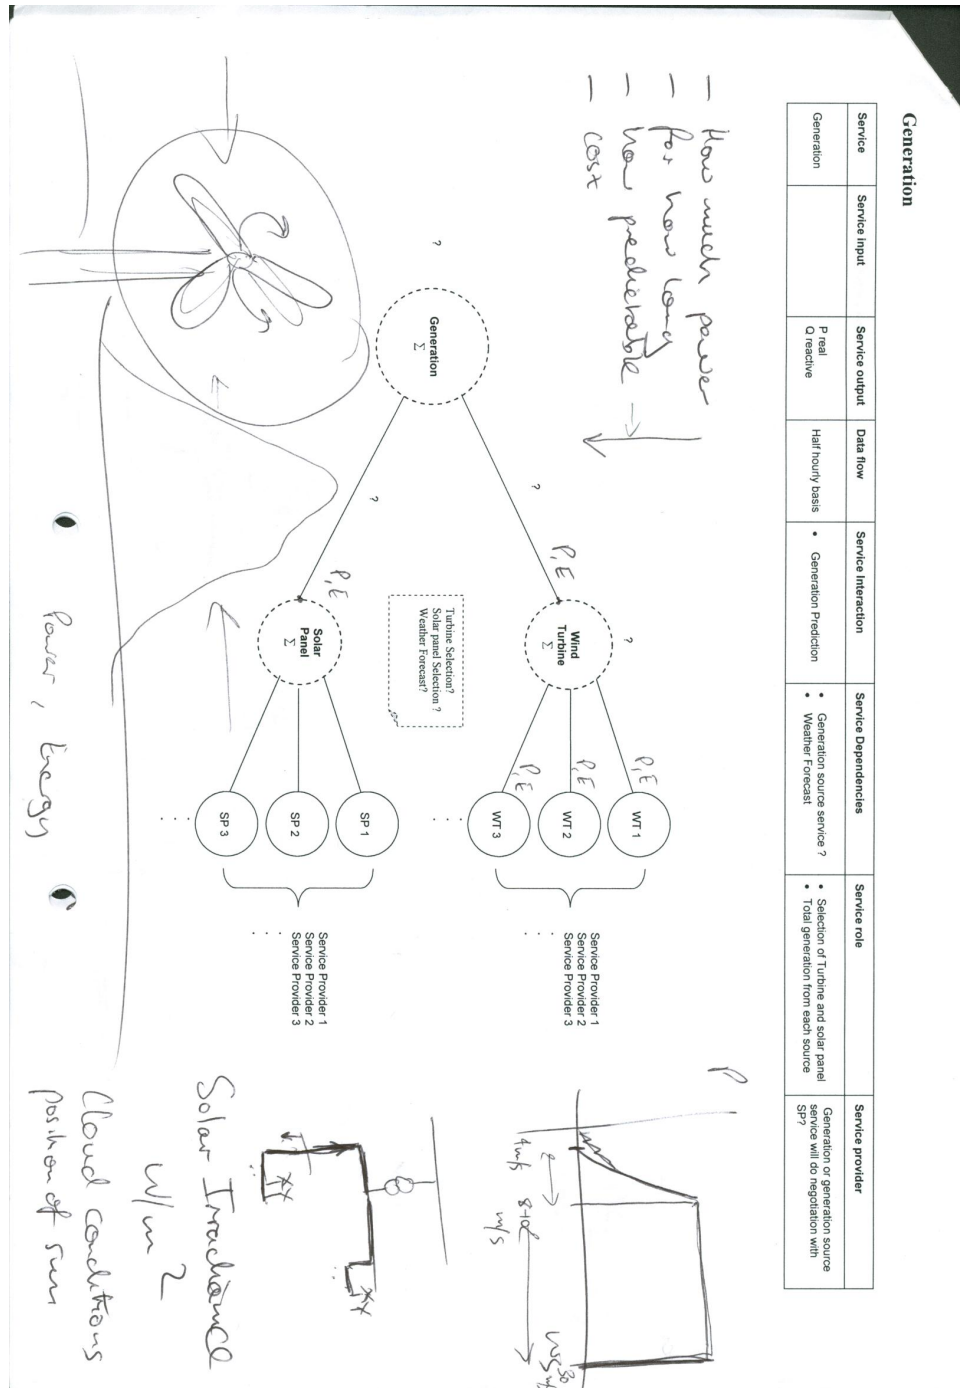 Generation
Service
Service input
Service output
Data flow
Service Interaction
Service Dependencies
Service role
Service provider
Generation
P real
Q reactive
Half hourly basis
• Generation Prediction
• Generation source service ?
• Weather Forecast
• Selection of Turbine and solar panel
• Total generation from each source
Generation or generation source
service will do negotiation with
SP?
– How much power
– for how long
– how predictable
– cost
?
Generation
Σ
?
?
P,E
P,E
?
Wind
Turbine
Σ
Turbine Selection?
Solar panel Selection ?
Weather Forecast?
Solar
Panel
Σ
P,E
P,E
P,E
WT 1
WT 2
WT 3
SP 1
SP 2
SP 3
Service Provider 1
Service Provider 2
Service Provider 3
Service Provider 1
Service Provider 2
Service Provider 3
P
4 m/s
m/s
30
XX
XX
Solar Irradiance
W/m2
Cloud conditions
position of sun
Power, Energy